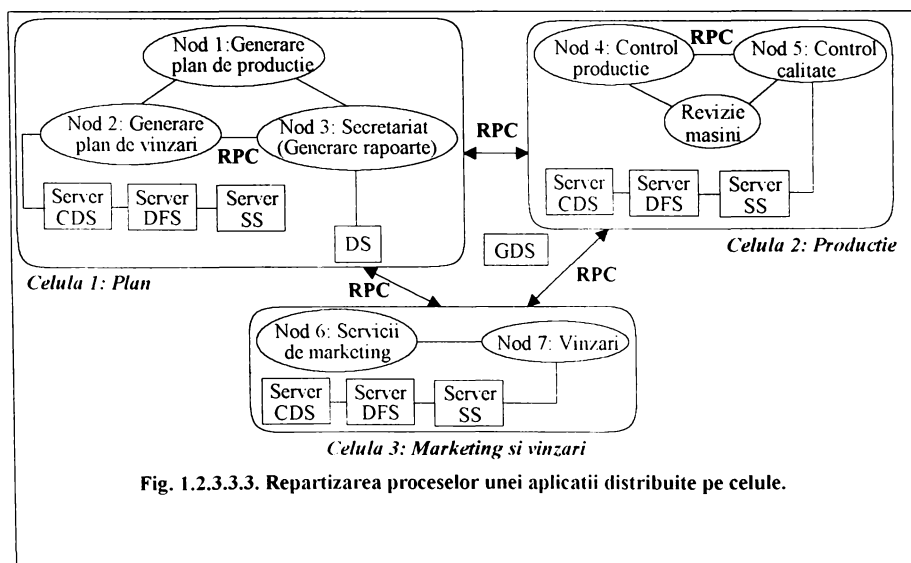 Nod 1:Generare
plan de productie
Nod 2: Generare
plan de vinzari
RPC
Nod 3: Secretariat
(Generare rapoarte)
Server
CDS
Server
DFS
Server
SS
DS
Celula 1: Plan
RPC
Nod 4: Control
productie
RPC
Nod 5: Control
calitate
Revizie
masini
Server
CDS
Server
DFS
Server
SS
Celula 2: Productie
GDS
RPC
RPC
Nod 6: Servicii
de marketing
Nod 7: Vinzari
Server
CDS
Server
DFS
Server
SS
Celula 3: Marketing si vinzari
Fig. 1.2.3.3.3. Repartizarea proceselor unei aplicatii distribuite pe celule.